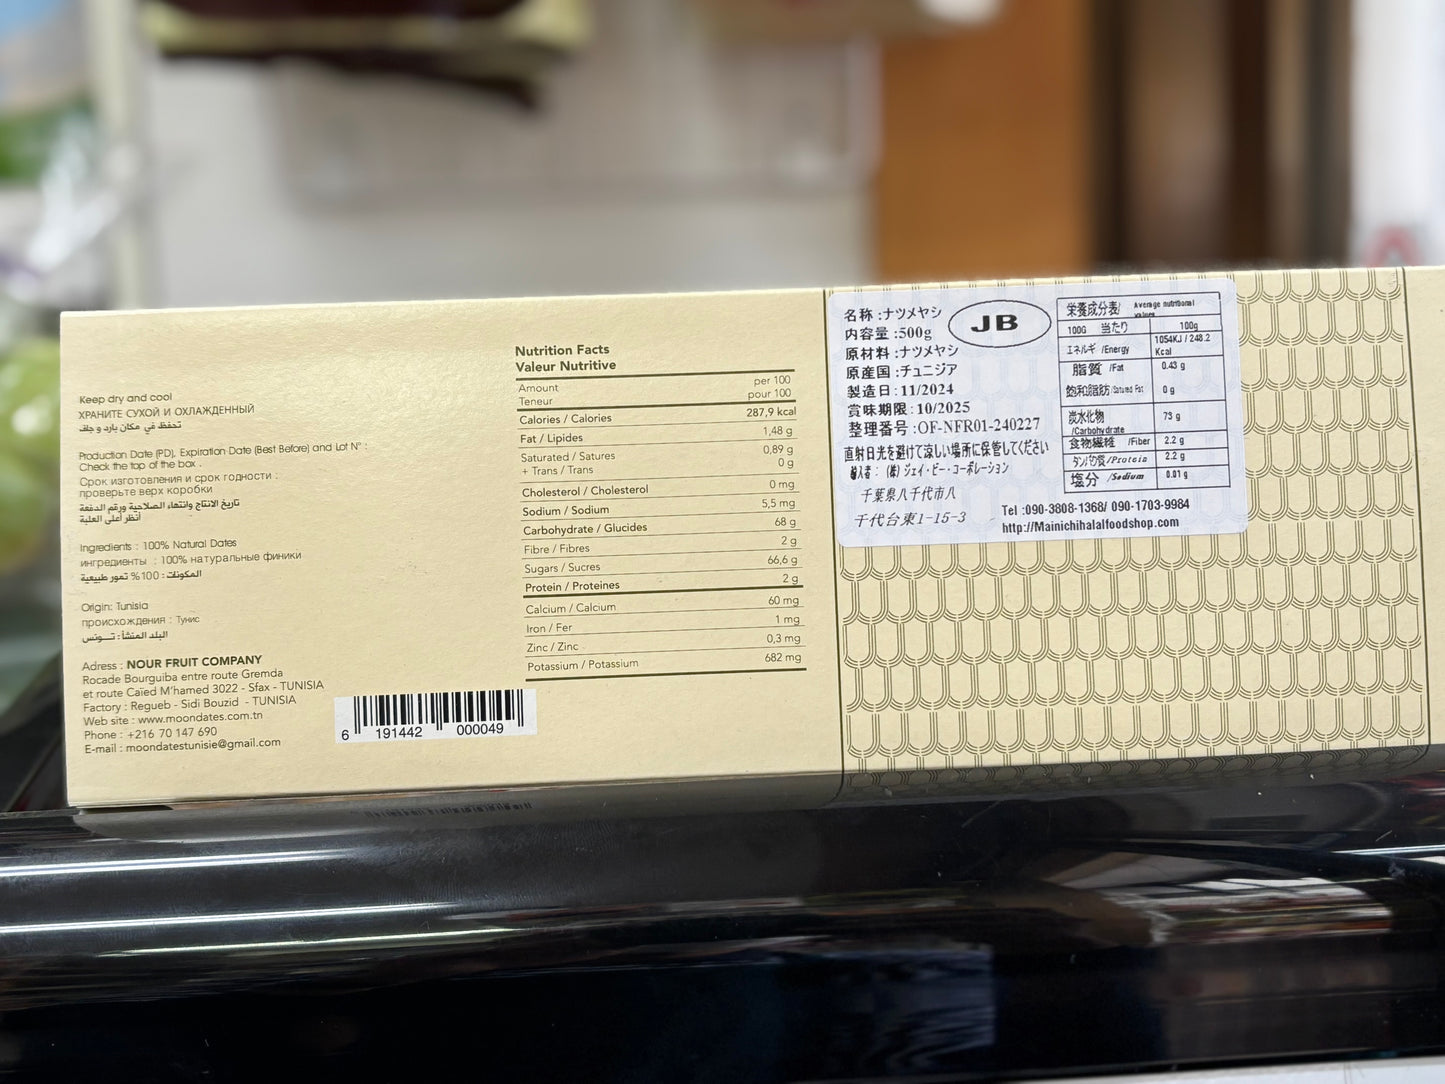 Keep dry and cool
ХРАНИТЕ СУХОЙ И ОХЛАЖДЕННЫЙ
تحفظ في مكان بارد و جاف
Production Date (PD), Expiration Date (Best Before) and Lot N° :
Check the top of the box .
Срок изготовления и срок годности :
проверьте верх коробки
تاريخ الانتاج وانتهاء الصلاحية ورقم الدفعة
أنظر أعلى العلبة
Ingredients : 100% Natural Dates
ингредиенты : 100% натуральные финики
المكونات : 100% تمور طبيعية
Origin: Tunisia
происхождения : Тунис
البلد المنشأ : تـــونس
Adress : NOUR FRUIT COMPANY
Rocade Bourguiba entre route Gremda
et route Caïed M'hamed 3022 - Sfax - TUNISIA
Factory : Regueb - Sidi Bouzid - TUNISIA
Web site : www.moondates.com.tn
Phone : +216 70 147 690
E-mail : moondatestunisie@gmail.com
6 191442 000049
Nutrition Facts
Valeur Nutritive
Amount per 100
Teneur pour 100
Calories / Calories 287,9 kcal
Fat / Lipides 1,48 g
Saturated / Satures 0,89 g
+ Trans / Trans 0 g
Cholesterol / Cholesterol 0 mg
Sodium / Sodium 5,5 mg
Carbohydrate / Glucides 68 g
Fibre / Fibres 2 g
Sugars / Sucres 66,6 g
Protein / Proteines 2 g
Calcium / Calcium 60 mg
Iron / Fer 1 mg
Zinc / Zinc 0,3 mg
Potassium / Potassium 682 mg
名称:ナツメヤシ
内容量:500g
原材料:ナツメヤシ
原産国:チュニジア
製造日:11/2024
賞味期限:10/2025
整理番号:OF-NFR01-240227
直射日光を避けて涼しい場所に保管してください
輸入者: (株) ジェイ・ビー・コーポレーション
千葉県八千代市八
千代台東1-15-3
JB
栄養成分表/ Average nutritional
values
100G 当たり 100g
エネルギ /Energy 1054KJ / 248.2
Kcal
脂質 /Fat 0.43 g
飽和脂肪 /Satured Fat 0 g
炭水化物 73 g
/Carbohydrate
食物繊維 /Fiber 2.2 g
タンパク質/Protein 2.2 g
塩分 /Sodium 0.01 g
Tel :090-3808-1368/ 090-1703-9984
http://Mainichihalalfoodshop.com